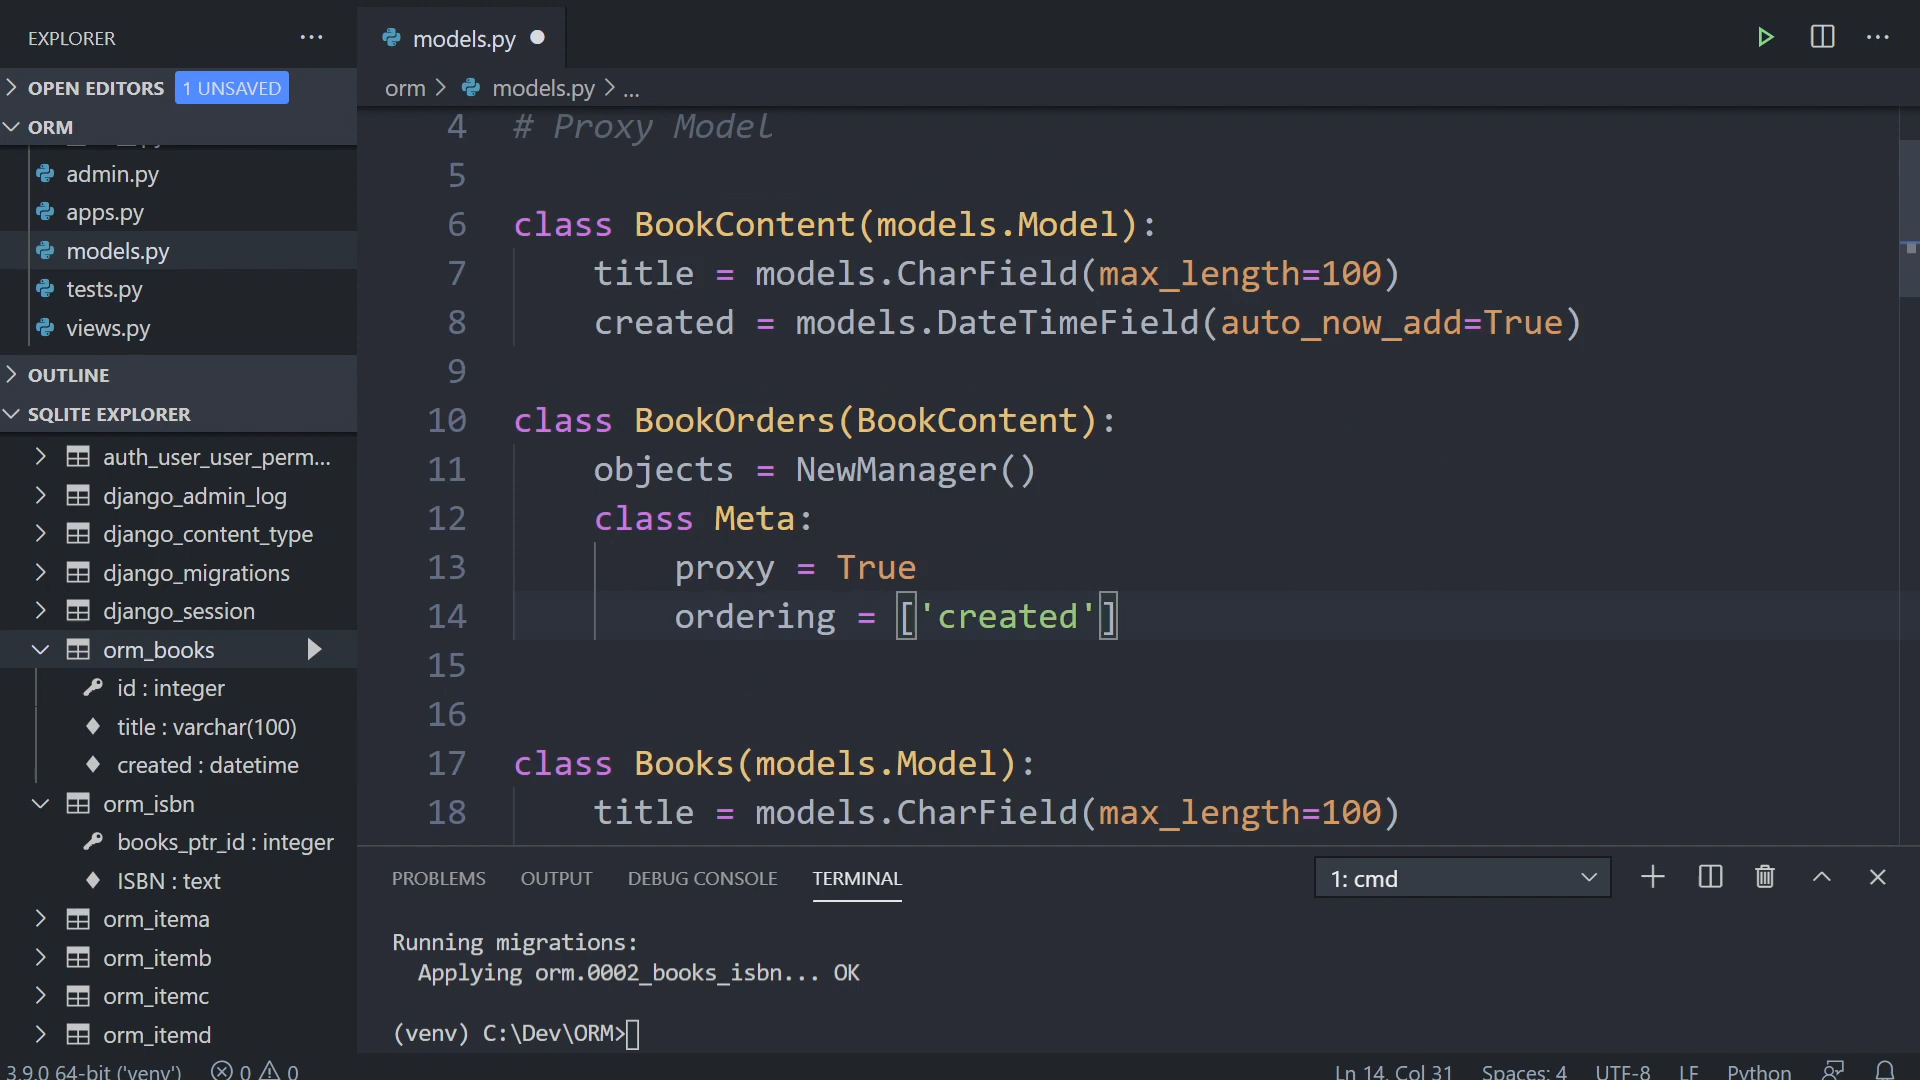 EXPLORER
OPEN EDITORS 1 UNSAVED
ORM
admin.py
apps.py
models.py
tests.py
views.py
OUTLINE
SQLITE EXPLORER
auth_user_user_perm...
django_admin_log
django_content_type
django_migrations
django_session
orm_books
id : integer
title : varchar(100)
created : datetime
orm_isbn
books_ptr_id : integer
ISBN : text
orm_itema
orm_itemb
orm_itemc
orm_itemd
models.py
orm > models.py > ...
4 # Proxy Model
5
6 class BookContent(models.Model):
7 title = models.CharField(max_length=100)
8 created = models.DateTimeField(auto_now_add=True)
9
10 class BookOrders(BookContent):
11 objects = NewManager()
12 class Meta:
13 proxy = True
14 ordering = ['created']
15
16
17 class Books(models.Model):
18 title = models.CharField(max_length=100)
PROBLEMS OUTPUT DEBUG CONSOLE TERMINAL 1: cmd
Running migrations:
Applying orm.0002_books_isbn... OK
(venv) C:\Dev\ORM>
3.9.0 64-bit ('venv') 0 0 Ln 14, Col 31 Spaces: 4 UTF-8 LF Python